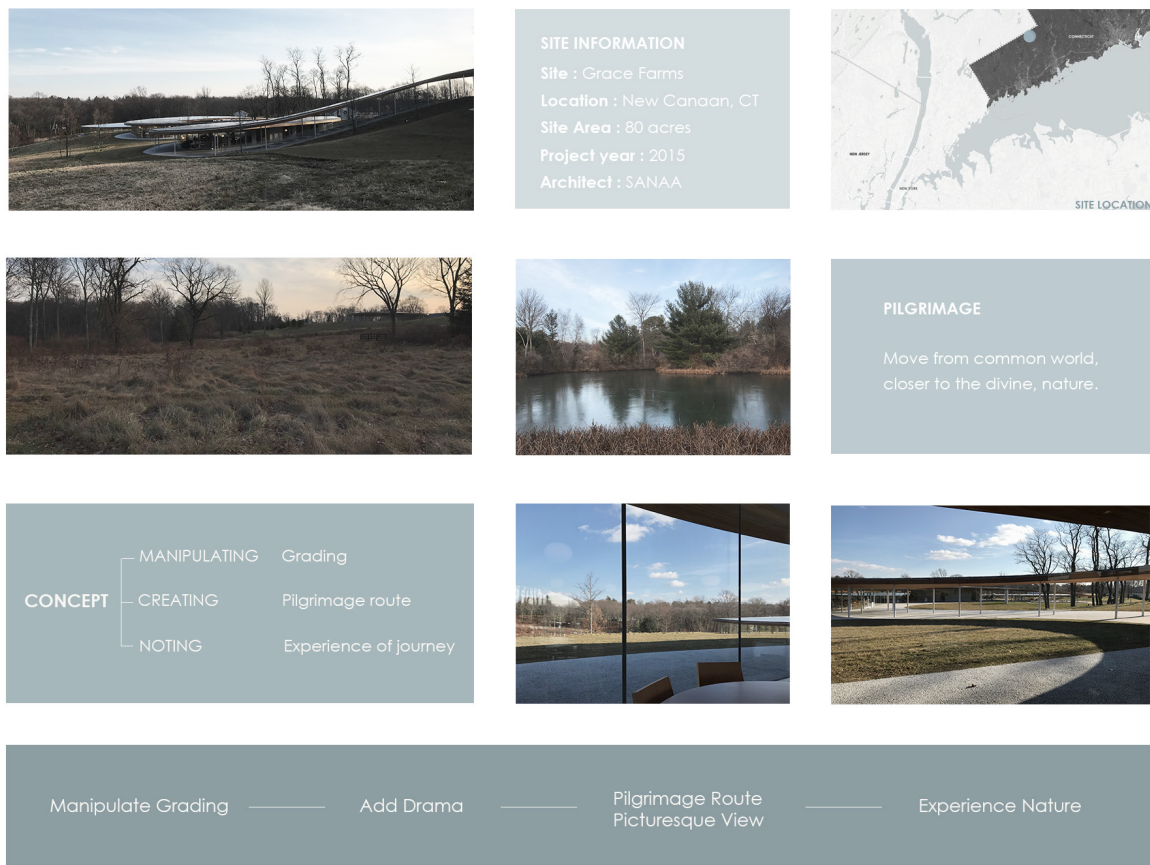 SITE INFORMATION
Site : Grace Farms
Location : New Canaan, CT
Site Area : 80 acres
Project year : 2015
Architect : SANAA
CONNECTICUT
NEW JERSEY
NEW YORK
SITE LOCATION
PILGRIMAGE
Move from common world,
closer to the divine, nature.
CONCEPT
MANIPULATING Grading
CREATING Pilgrimage route
NOTING Experience of journey
Manipulate Grading
Add Drama
Pilgrimage Route
Picturesque View
Experience Nature